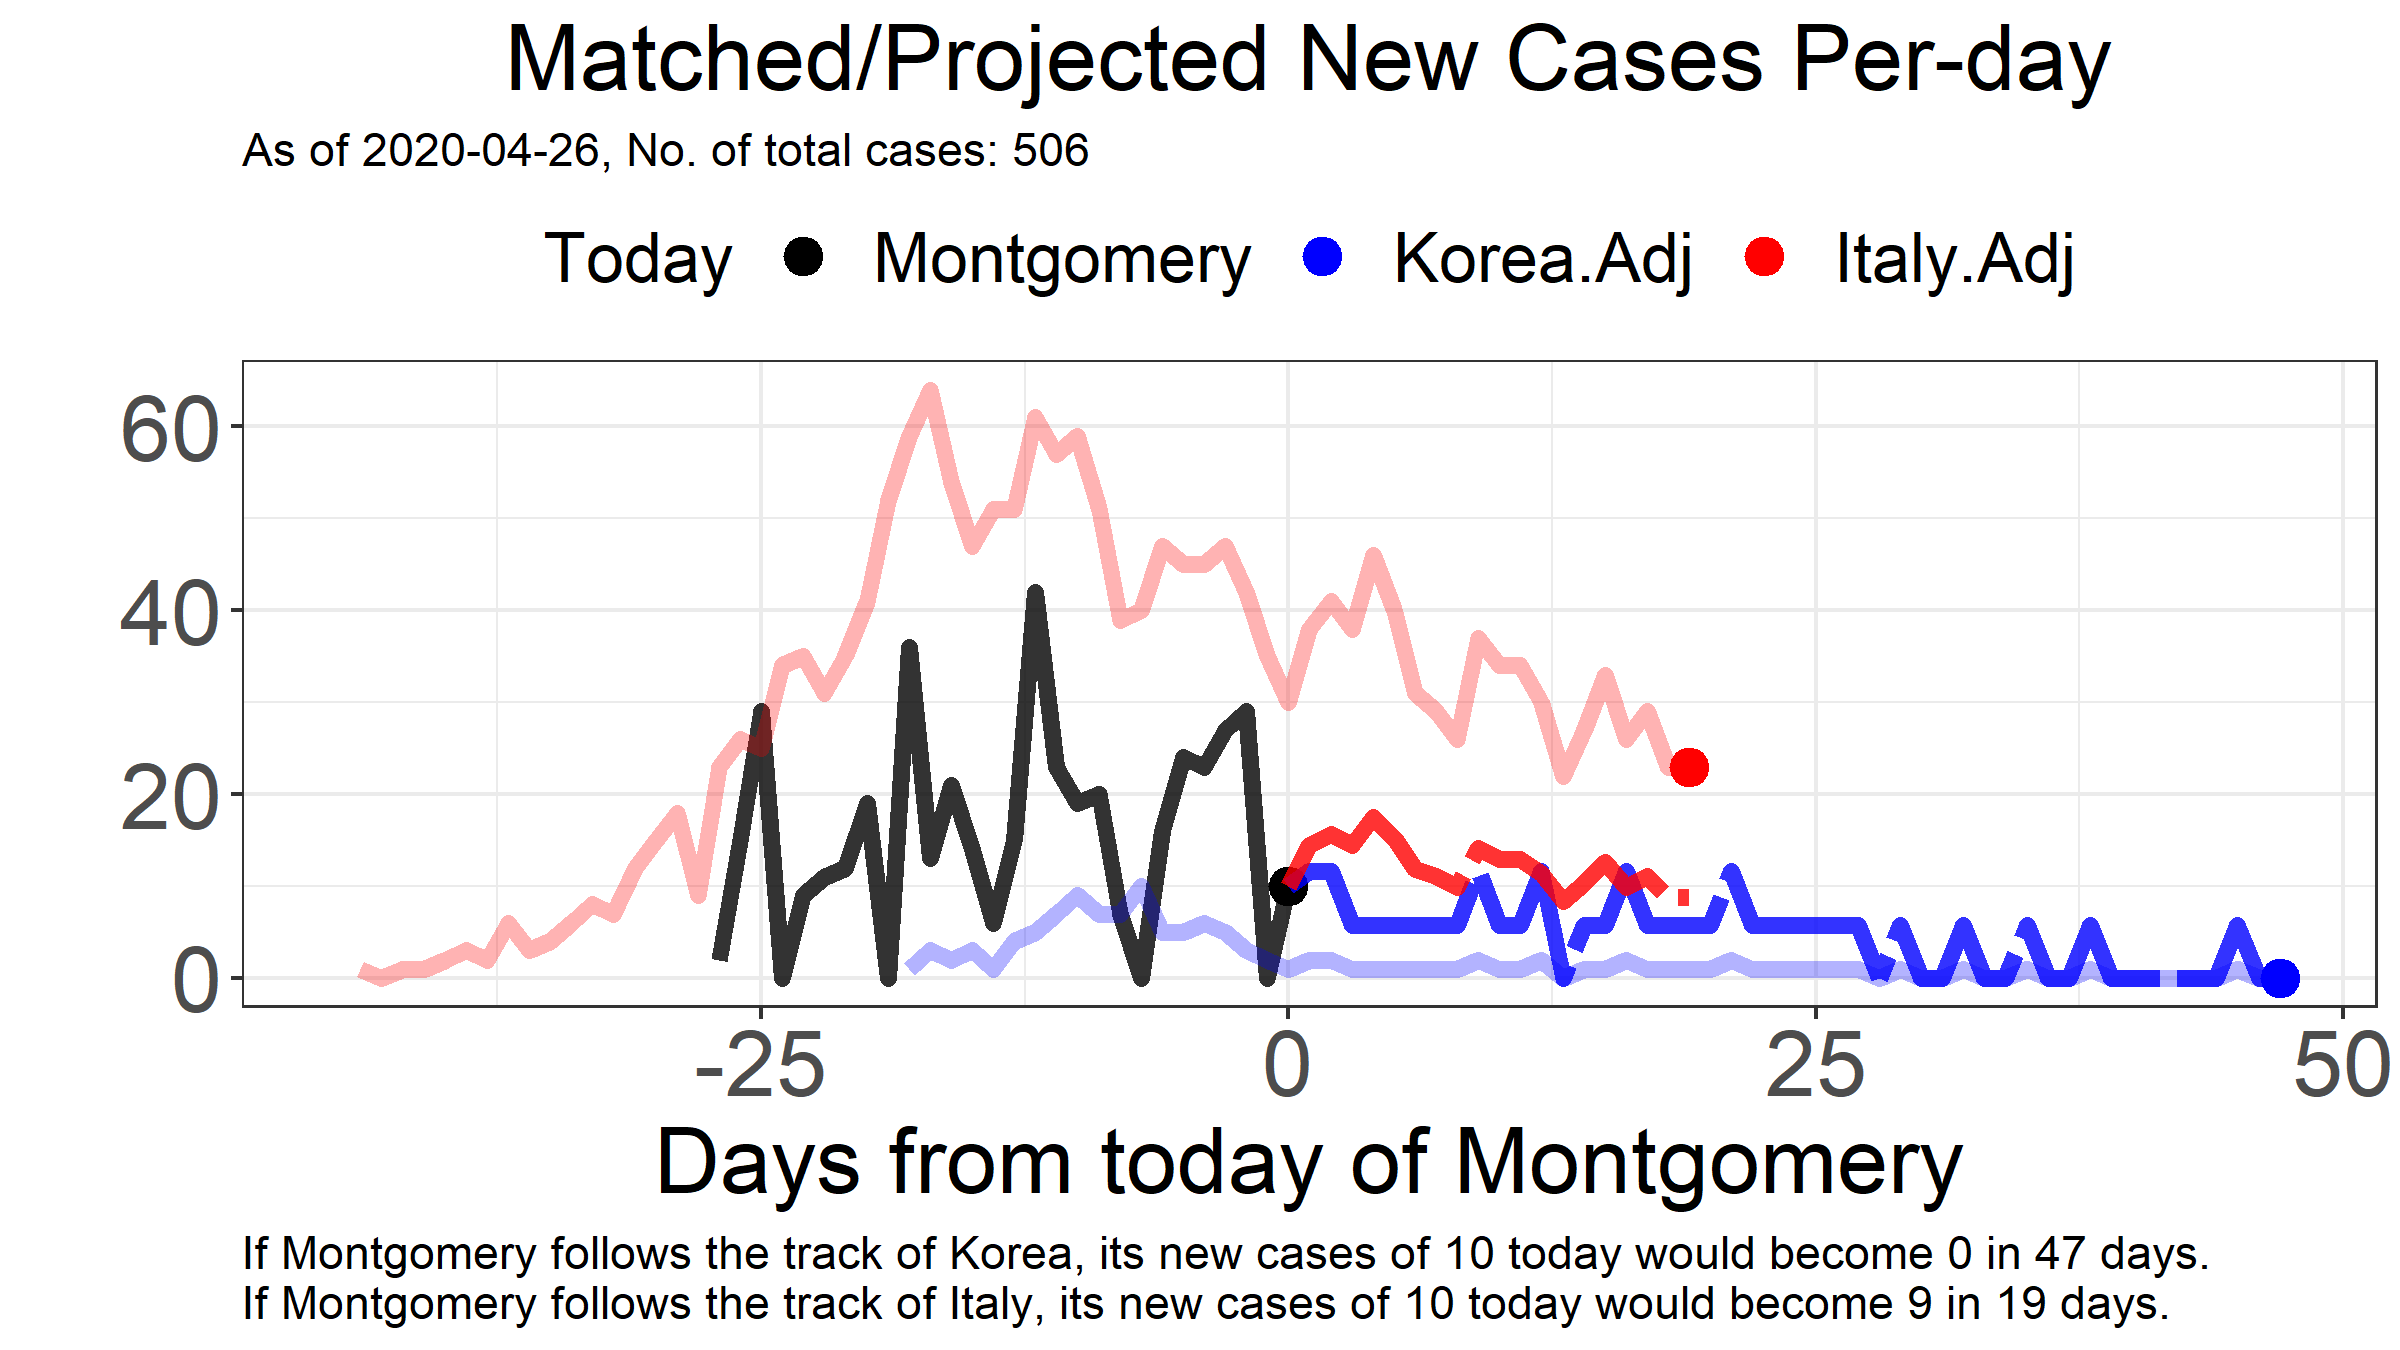 Matched/Projected New Cases Per-day
As of 2020-04-26, No. of total cases: 506
Today Montgomery Korea.Adj Italy.Adj
60
40
20
0
-25 0 25 50
Days from today of Montgomery
If Montgomery follows the track of Korea, its new cases of 10 today would become 0 in 47 days.
If Montgomery follows the track of Italy, its new cases of 10 today would become 9 in 19 days.